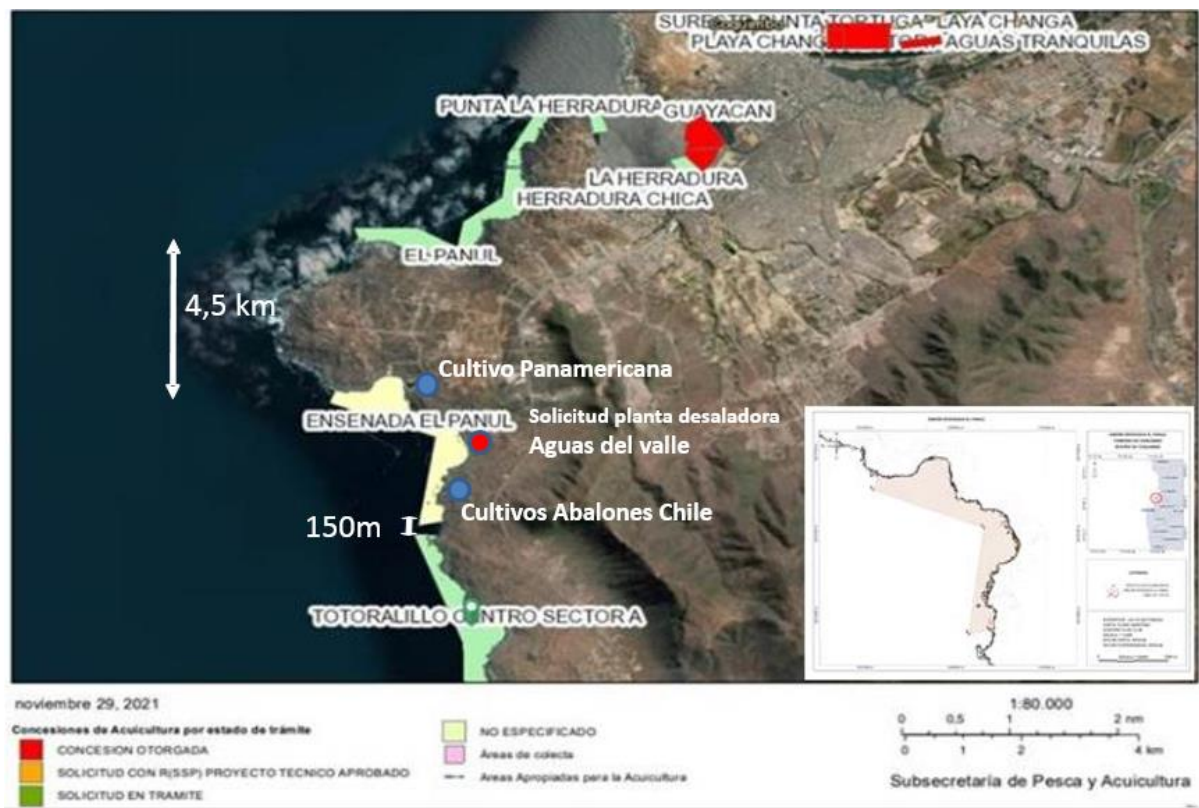 PUNTA LA HERRADURA
GUAYACAN
LA HERRADURA
HERRADURA CHICA
EL PANUL
4,5 km
Cultivo Panamericana
ENSENADA EL PANUL
Solicitud planta desaladora
Aguas del valle
Cultivos Abalones Chile
150m
TOTORALILLO CENTRO SECTOR A
noviembre 29, 2021
Concesiones de Acuicultura por estado de trámite
CONCESION OTORGADA
SOLICITUD CON R(SSP) PROYECTO TECNICO APROBADO
SOLICITUD EN TRAMITE
NO ESPECIFICADO
Áreas de colecta
Areas Apropiadas para la Acuicultura
1:80.000
0 0.5 1 2 nm
0 1 2 4 km
Subsecretaría de Pesca y Acuicultura
PLAYA CHANGA
AGUAS TRANQUILAS